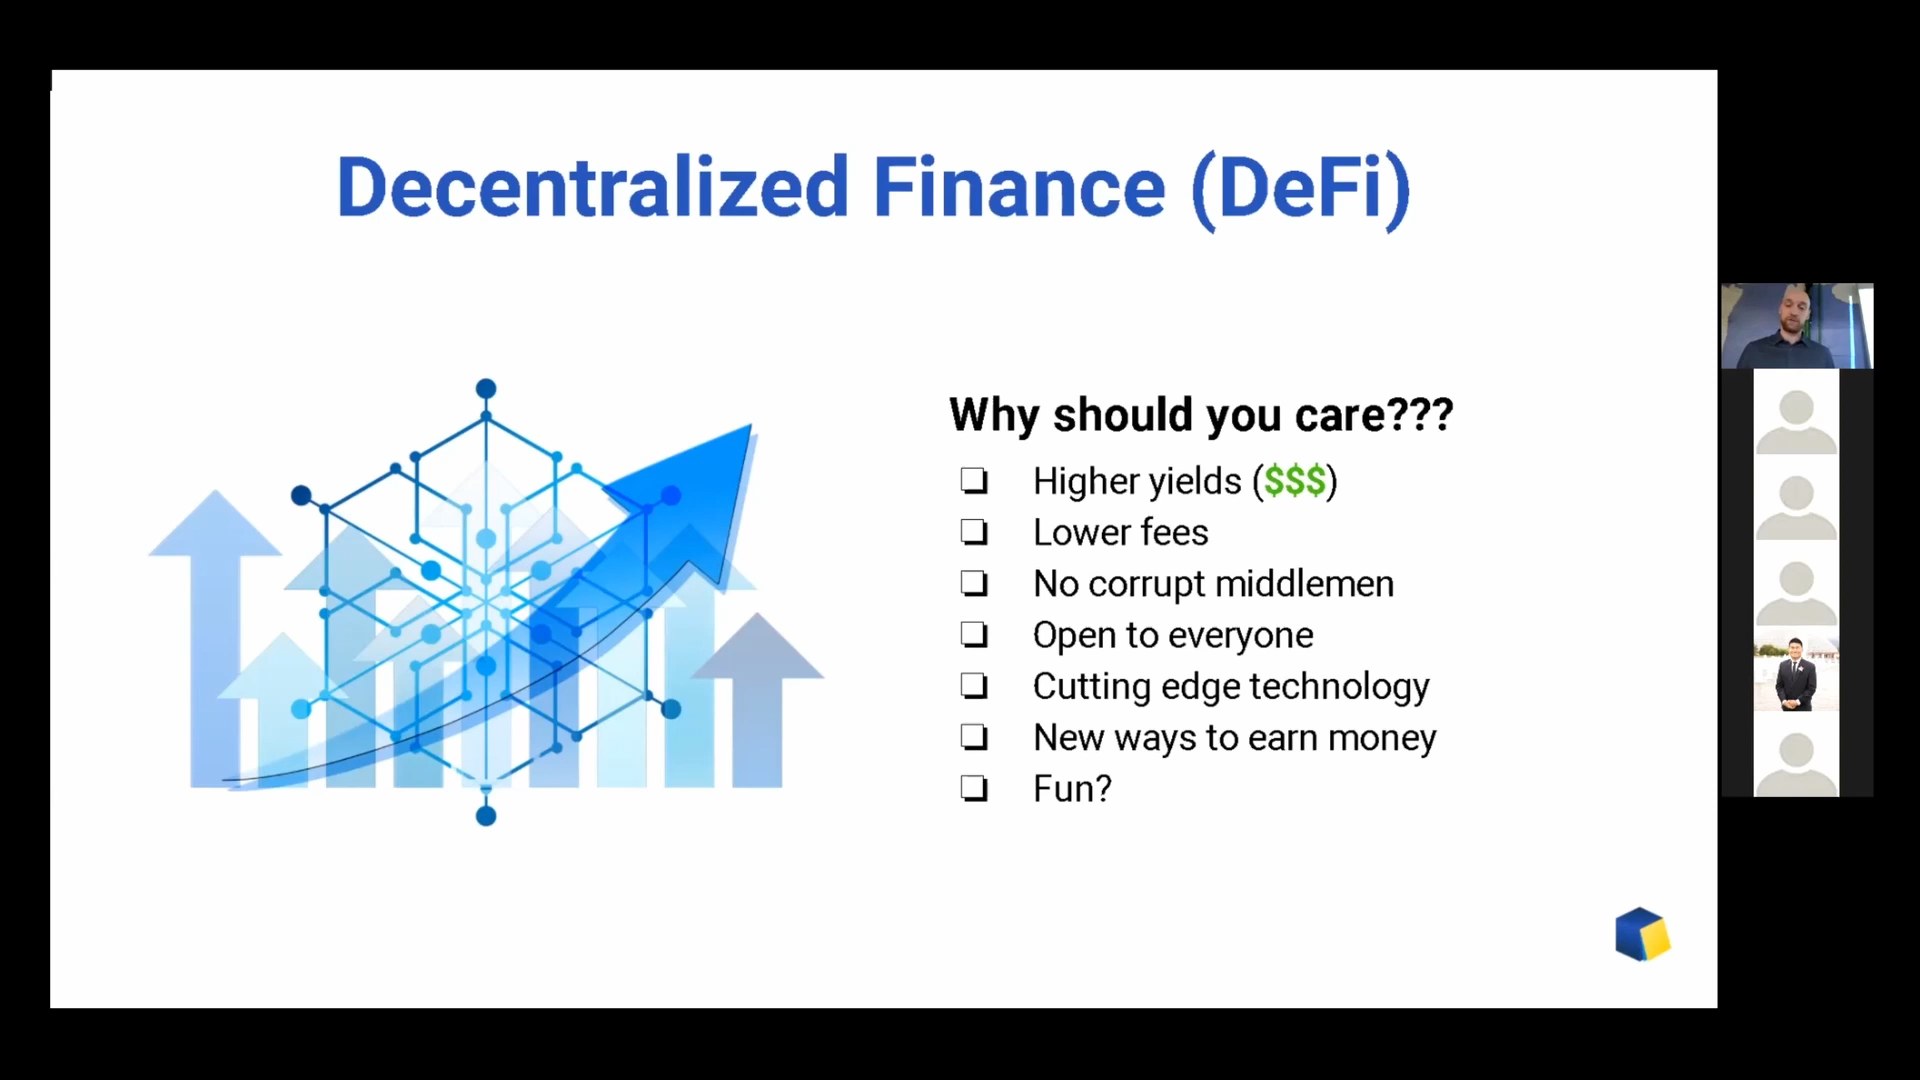 Decentralized Finance (DeFi)
Why should you care???
Higher yields ($$$)
Lower fees
No corrupt middlemen
Open to everyone
Cutting edge technology
New ways to earn money
Fun?